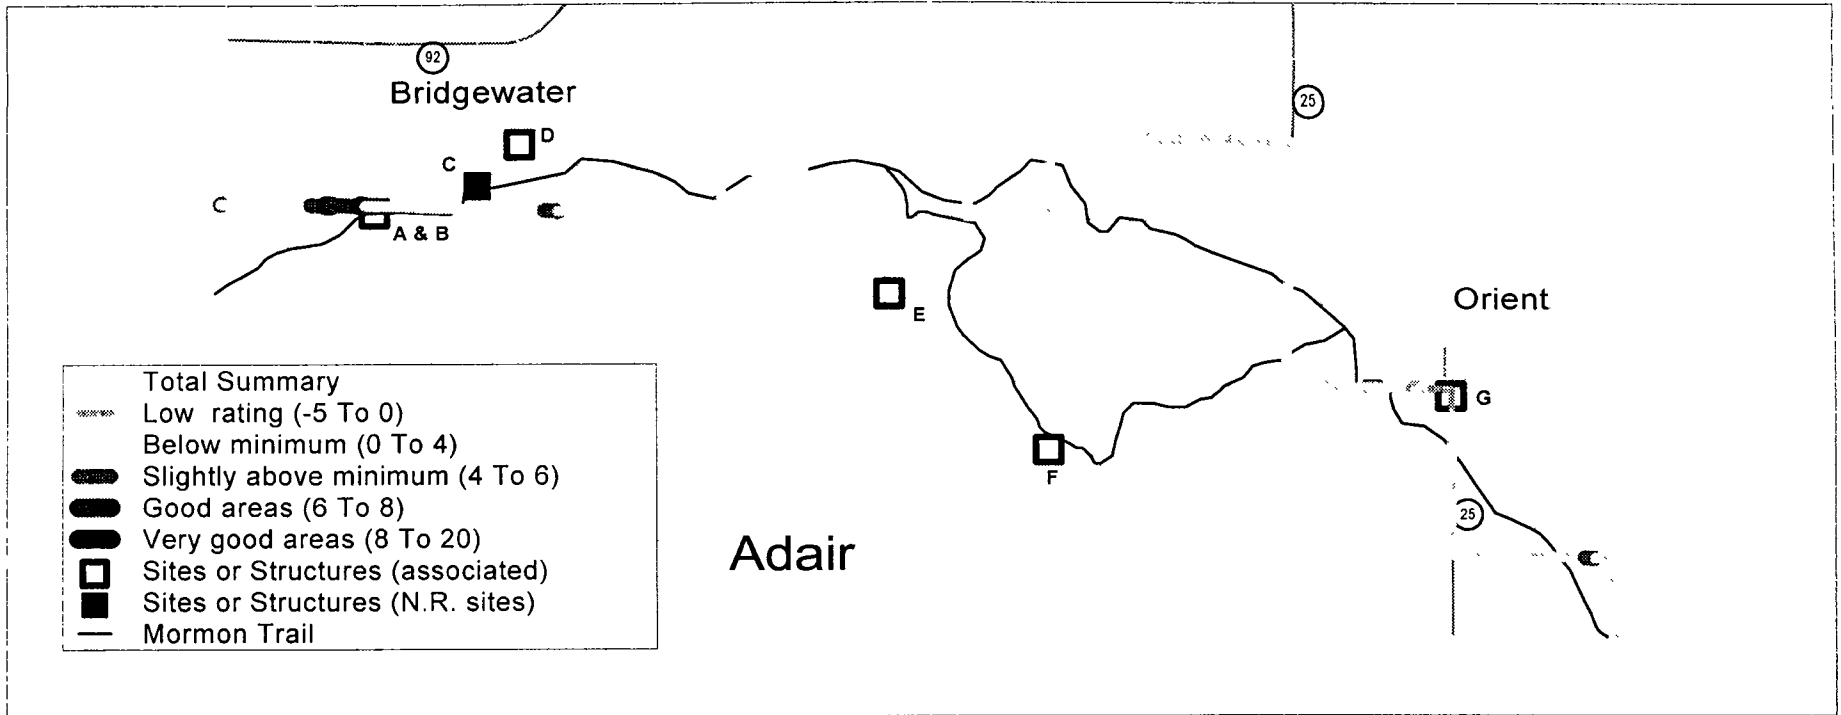 92
Bridgewater
25
D
C
C
A & B
E
Orient
G
F
25
Adair
Total Summary
Low rating (-5 To 0)
Below minimum (0 To 4)
Slightly above minimum (4 To 6)
Good areas (6 To 8)
Very good areas (8 To 20)
Sites or Structures (associated)
Sites or Structures (N.R. sites)
Mormon Trail